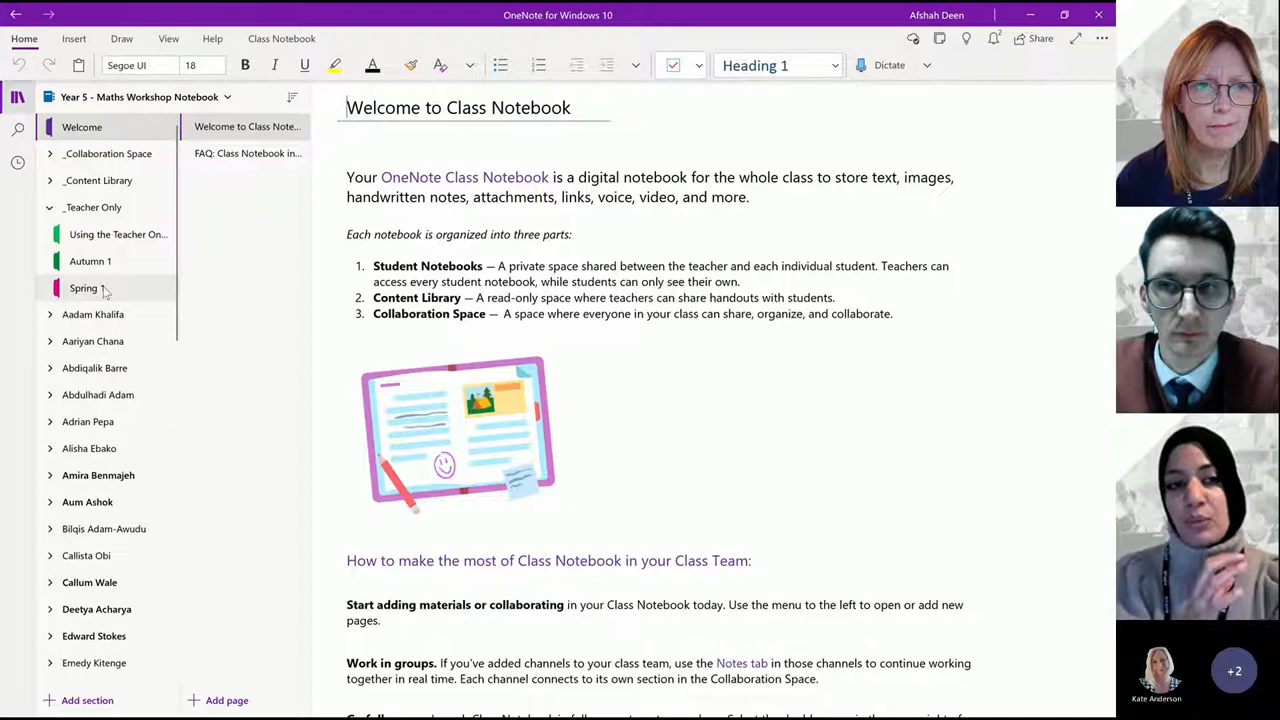 OneNote for Windows 10
Afshah Deen
Home
Insert
Draw
View
Help
Class Notebook
Share
Segoe UI
18
B
I
U
A
Heading 1
Dictate
Year 5 - Maths Workshop Notebook
Welcome
_Collaboration Space
_Content Library
_Teacher Only
Using the Teacher On...
Autumn 1
Spring
Aadam Khalifa
Aariyan Chana
Abdiqalik Barre
Abdulhadi Adam
Adrian Pepa
Alisha Ebako
Amira Benmajeh
Aum Ashok
Bilqis Adam-Awudu
Callista Obi
Callum Wale
Deetya Acharya
Edward Stokes
Emedy Kitenge
Add section
Welcome to Class Note...
FAQ: Class Notebook in...
Add page
Welcome to Class Notebook
Your OneNote Class Notebook is a digital notebook for the whole class to store text, images,
handwritten notes, attachments, links, voice, video, and more.
Each notebook is organized into three parts:
1. Student Notebooks — A private space shared between the teacher and each individual student. Teachers can
access every student notebook, while students can only see their own.
2. Content Library — A read-only space where teachers can share handouts with students.
3. Collaboration Space — A space where everyone in your class can share, organize, and collaborate.
How to make the most of Class Notebook in your Class Team:
Start adding materials or collaborating in your Class Notebook today. Use the menu to the left to open or add new
pages.
Work in groups. If you've added channels to your class team, use the Notes tab in those channels to continue working
together in real time. Each channel connects to its own section in the Collaboration Space.
Kate Anderson
+2